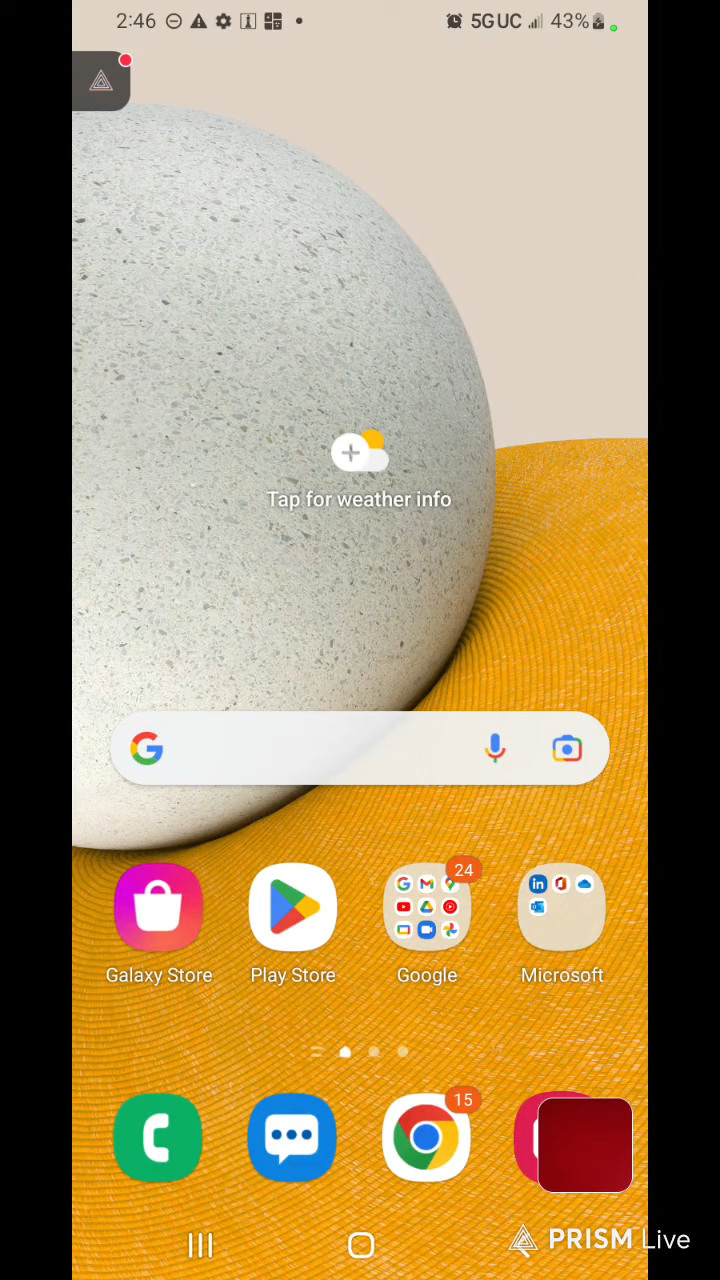 2:46 5G UC 43%
Tap for weather info
24
Galaxy Store Play Store Google Microsoft
15
PRISM Live